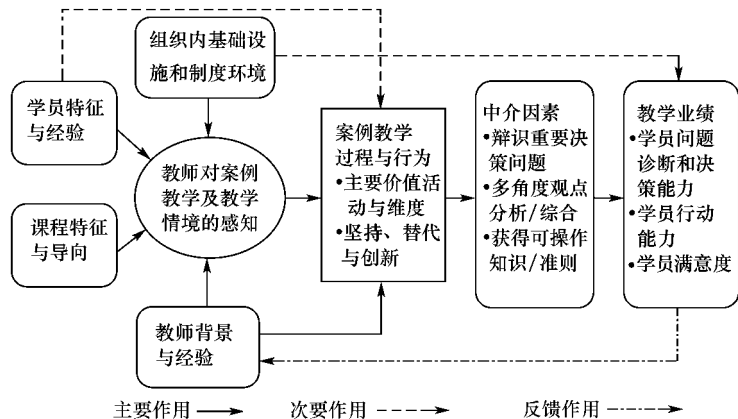 组织内基础设
施和制度环境
学员特征
与经验
课程特征
与导向
教师对案例
教学及教学
情境的感知
教师背景
与经验
案例教学
过程与行为
•主要价值活
动与维度
•坚持、替代
与创新
中介因素
•辩识重要决
策问题
•多角度观点
分析/综合
•获得可操作
知识/准则
教学业绩
•学员问题
诊断和决
策能力
•学员行动
能力
•学员满意度
主要作用 次要作用 反馈作用